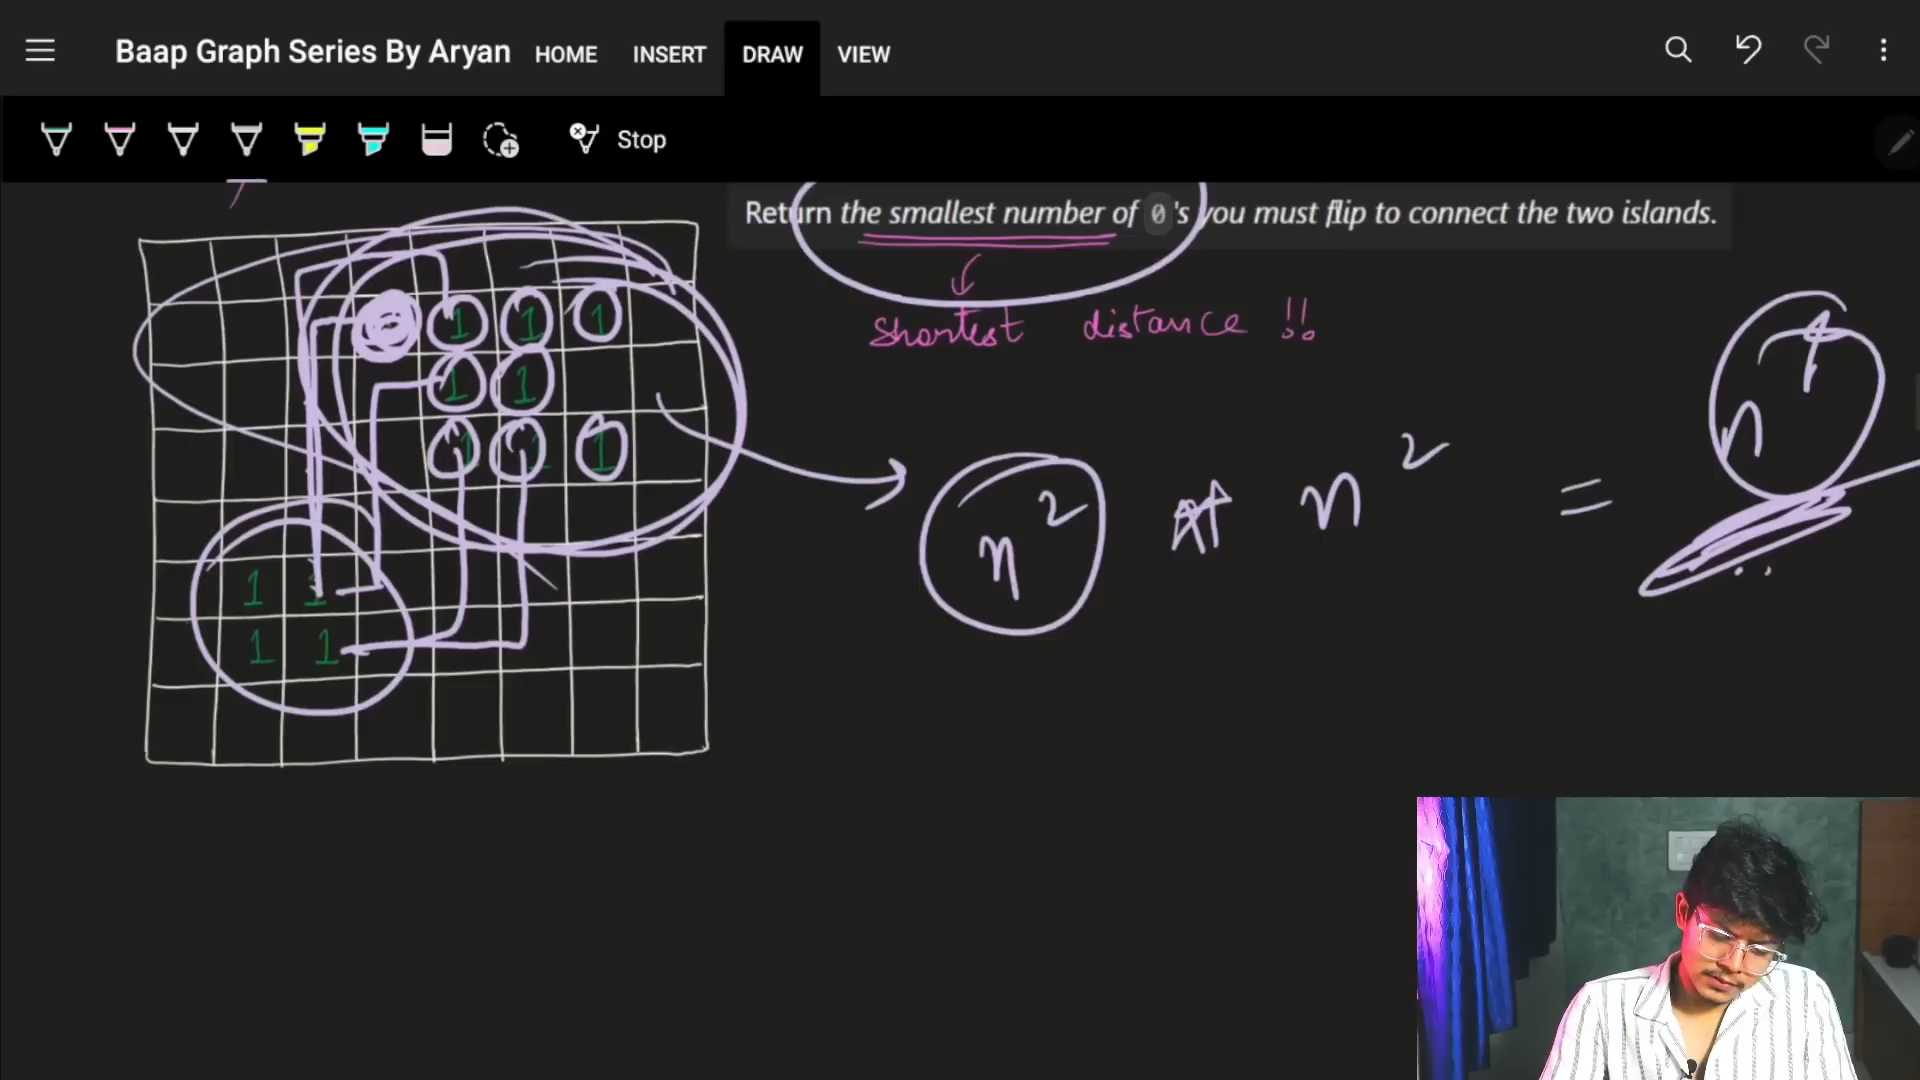 Baap Graph Series By Aryan HOME INSERT DRAW VIEW
Stop
Return the smallest number of 0's you must flip to connect the two islands.
Shortest distance !!
1 1 1
1 1
1 1 1
n² * n² = n⁴
1 1
1 1